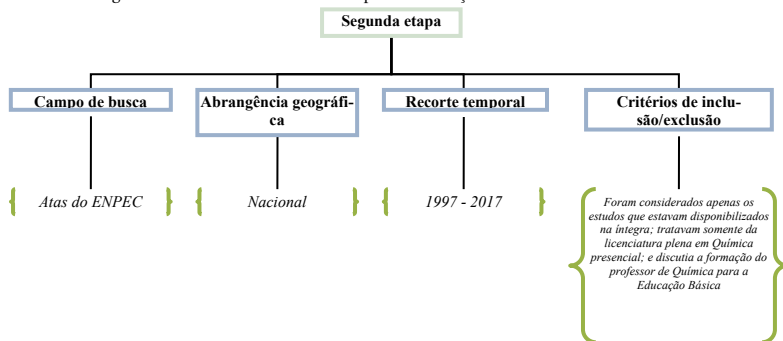 Segunda etapa
Campo de busca
Abrangência geográfi-
ca
Recorte temporal
Critérios de inclu-
são/exclusão
Atas do ENPEC
Nacional
1997 - 2017
Foram considerados apenas os
estudos que estavam disponibilizados
na íntegra; tratavam somente da
licenciatura plena em Química
presencial; e discutia a formação do
professor de Química para a
Educação Básica